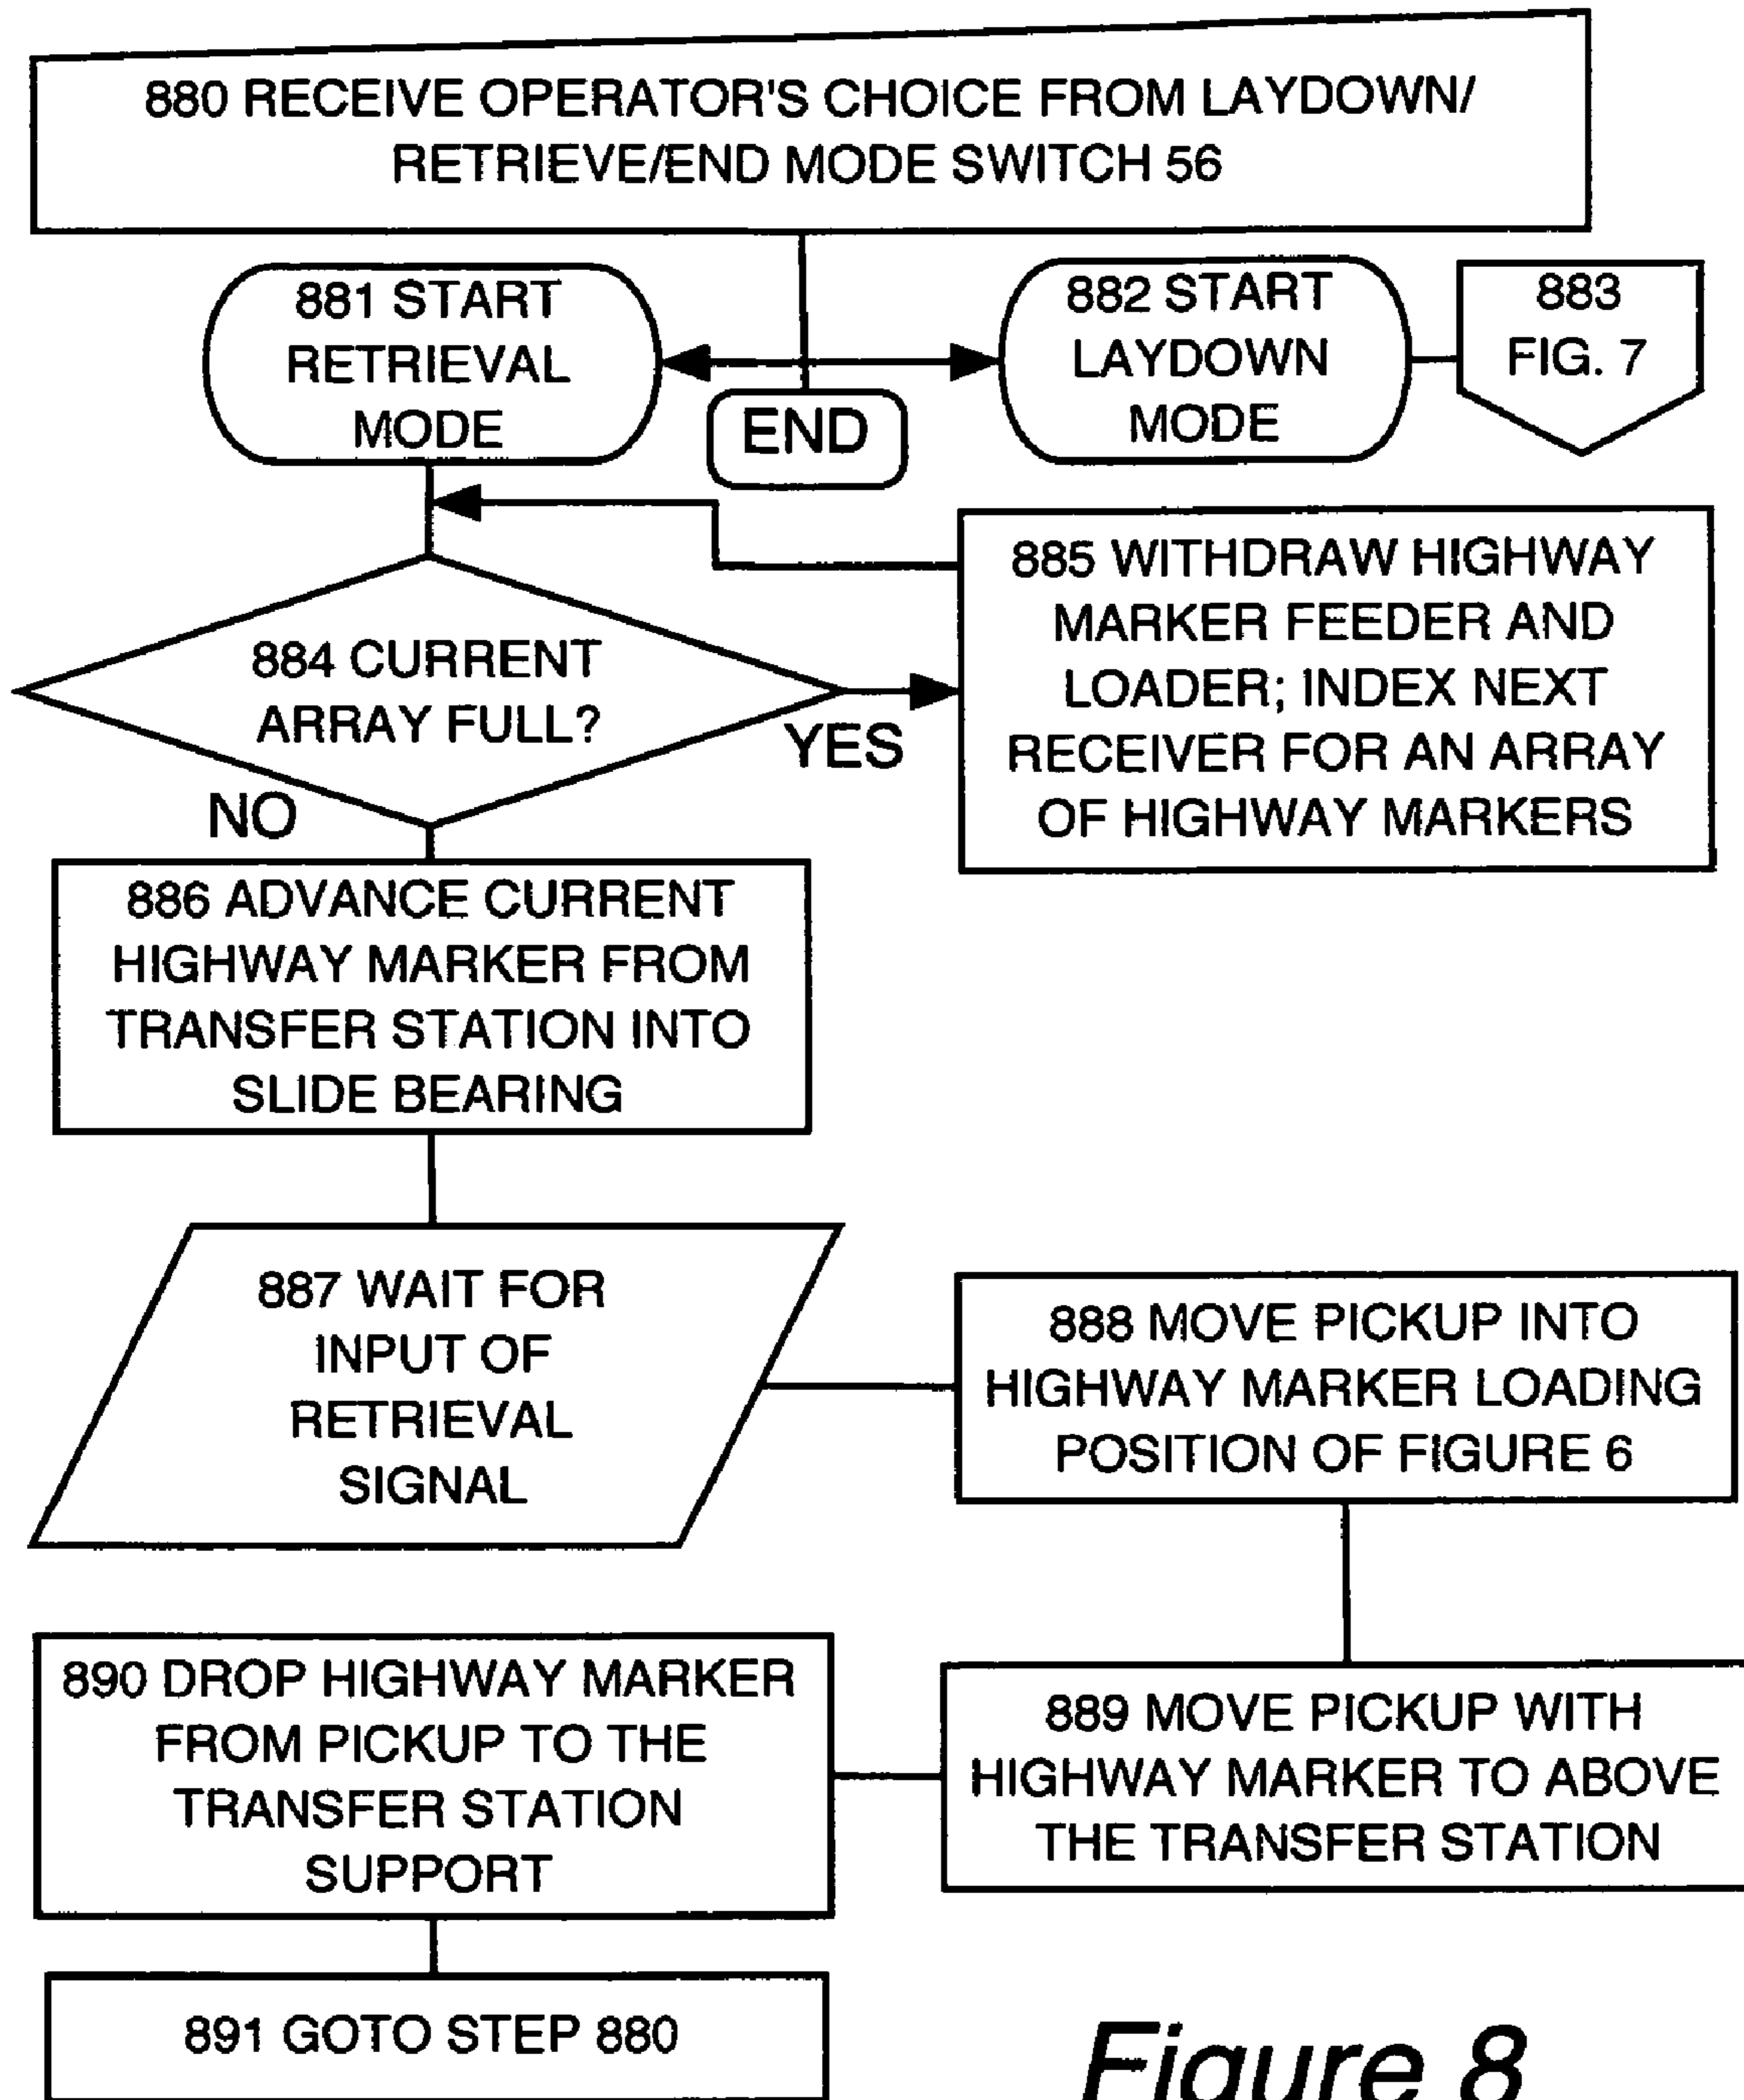 880 RECEIVE OPERATOR'S CHOICE FROM LAYDOWN/
RETRIEVE/END MODE SWITCH 56
881 START
RETRIEVAL
MODE
END
882 START
LAYDOWN
MODE
883
FIG. 7
884 CURRENT
ARRAY FULL?
YES
NO
885 WITHDRAW HIGHWAY
MARKER FEEDER AND
LOADER; INDEX NEXT
RECEIVER FOR AN ARRAY
OF HIGHWAY MARKERS
886 ADVANCE CURRENT
HIGHWAY MARKER FROM
TRANSFER STATION INTO
SLIDE BEARING
887 WAIT FOR
INPUT OF
RETRIEVAL
SIGNAL
888 MOVE PICKUP INTO
HIGHWAY MARKER LOADING
POSITION OF FIGURE 6
889 MOVE PICKUP WITH
HIGHWAY MARKER TO ABOVE
THE TRANSFER STATION
890 DROP HIGHWAY MARKER
FROM PICKUP TO THE
TRANSFER STATION
SUPPORT
891 GOTO STEP 880
Figure 8